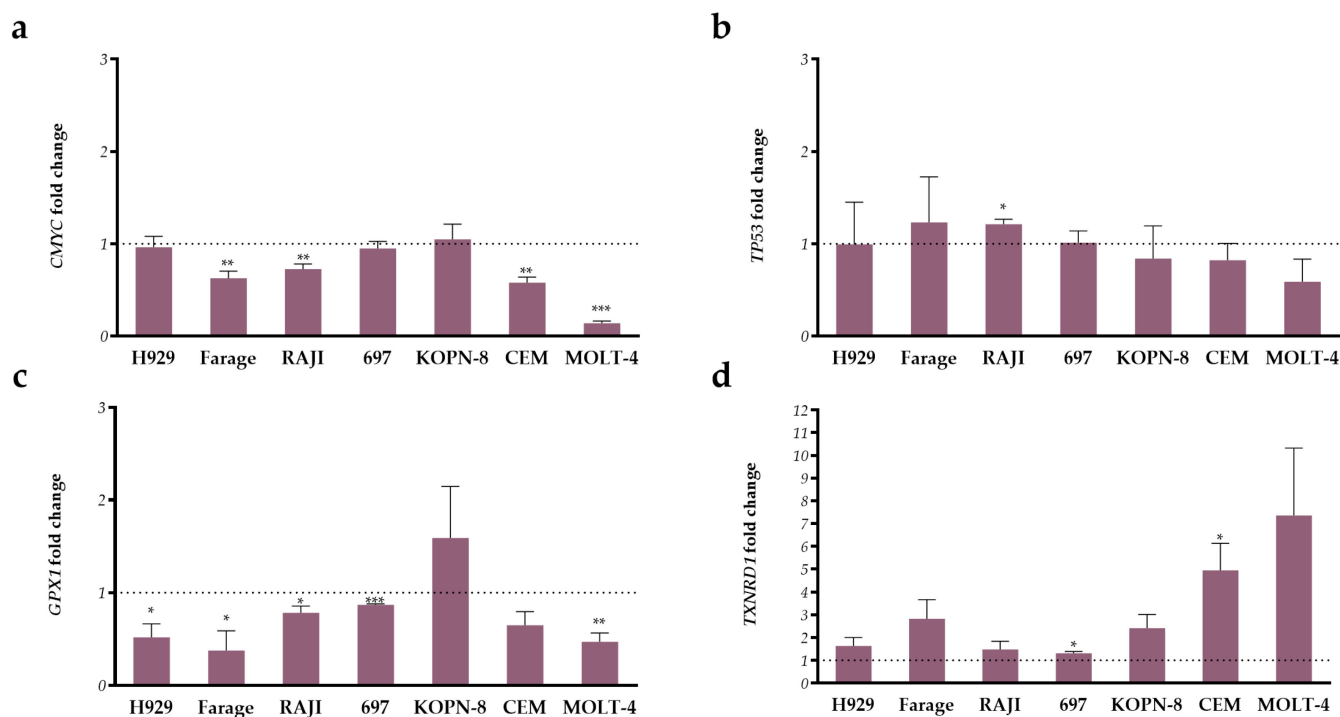 a
CMYC fold change
3
2
1
0
** ** ** ***
H929 Farage RAJI 697 KOPN-8 CEM MOLT-4
b
TP53 fold change
3
2
1
0
*
H929 Farage RAJI 697 KOPN-8 CEM MOLT-4
c
GPX1 fold change
3
2
1
0
* * * *** **
H929 Farage RAJI 697 KOPN-8 CEM MOLT-4
d
TXNRD1 fold change
12
11
10
9
8
7
6
5
4
3
2
1
0
* *
H929 Farage RAJI 697 KOPN-8 CEM MOLT-4